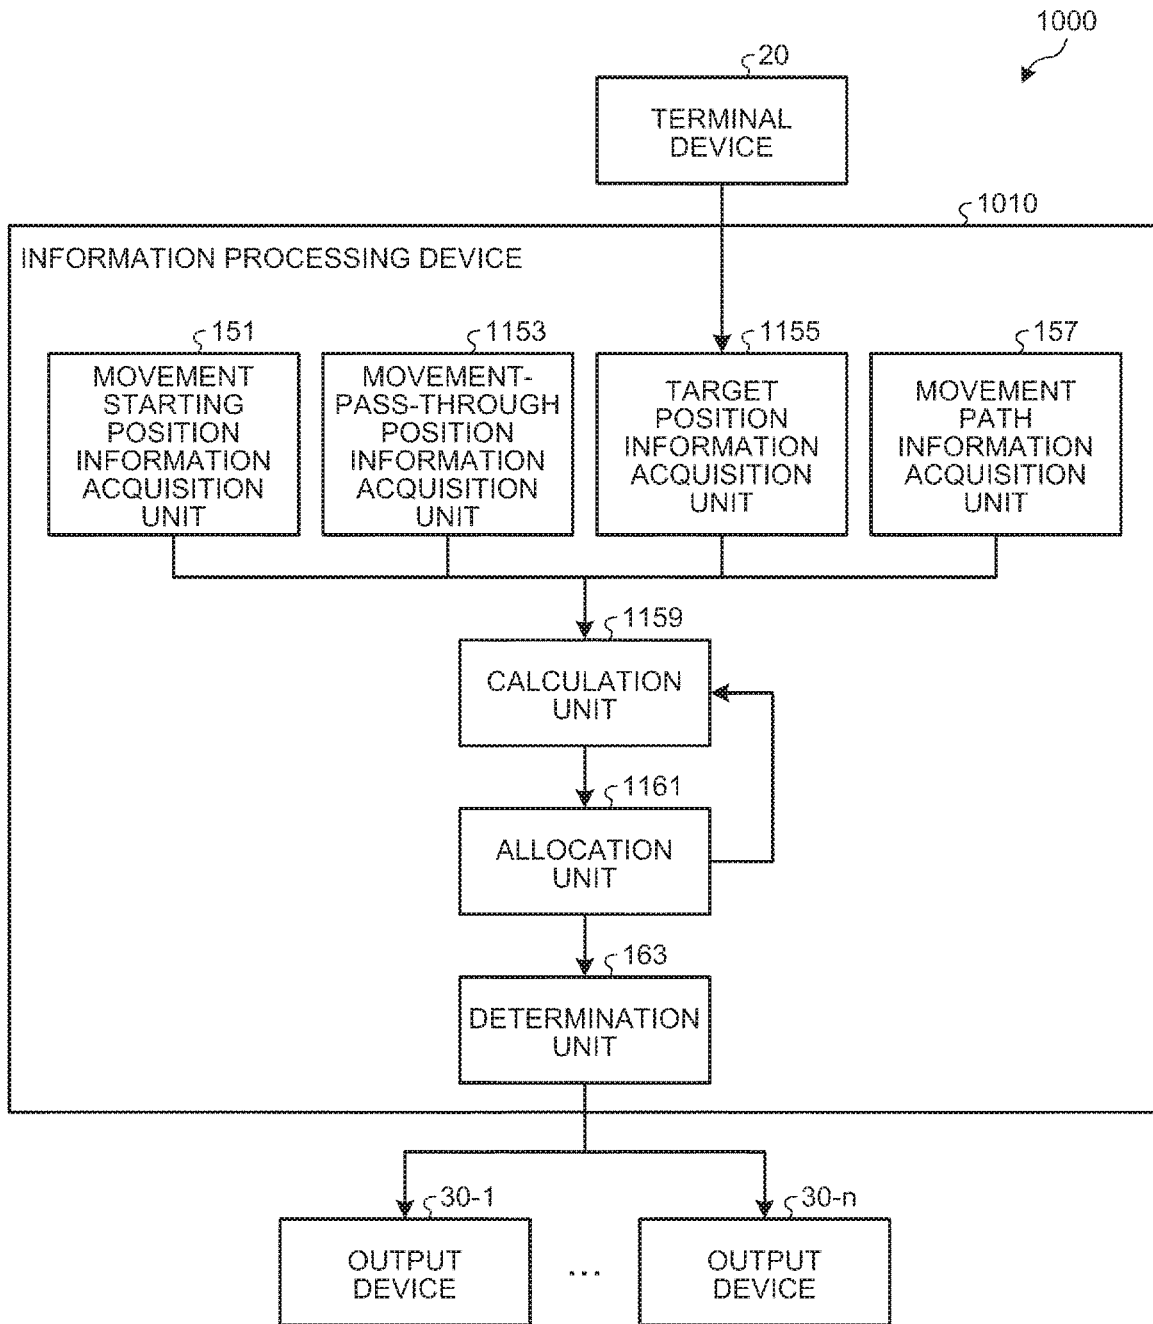 1000
20
TERMINAL
DEVICE
1010
INFORMATION PROCESSING DEVICE
151
MOVEMENT
STARTING
POSITION
INFORMATION
ACQUISITION
UNIT
1153
MOVEMENT-
PASS-THROUGH
POSITION
INFORMATION
ACQUISITION
UNIT
1155
TARGET
POSITION
INFORMATION
ACQUISITION
UNIT
157
MOVEMENT
PATH
INFORMATION
ACQUISITION
UNIT
1159
CALCULATION
UNIT
1161
ALLOCATION
UNIT
163
DETERMINATION
UNIT
30-1
OUTPUT
DEVICE
...
30-n
OUTPUT
DEVICE